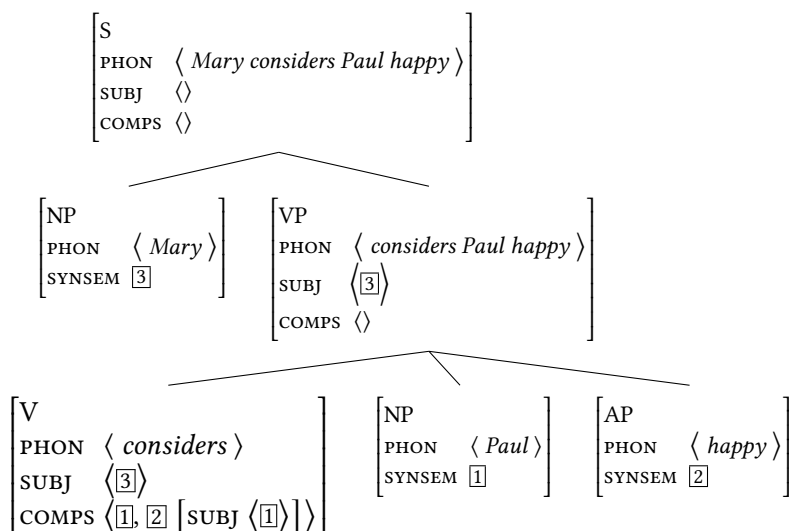 S
PHON ⟨ Mary considers Paul happy ⟩
SUBJ ⟨⟩
COMPS ⟨⟩
NP
PHON ⟨ Mary ⟩
SYNSEM 3
VP
PHON ⟨ considers Paul happy ⟩
SUBJ ⟨3⟩
COMPS ⟨⟩
V
PHON ⟨ considers ⟩
SUBJ ⟨3⟩
COMPS ⟨1, 2 [SUBJ ⟨1⟩]⟩
NP
PHON ⟨ Paul ⟩
SYNSEM 1
AP
PHON ⟨ happy ⟩
SYNSEM 2